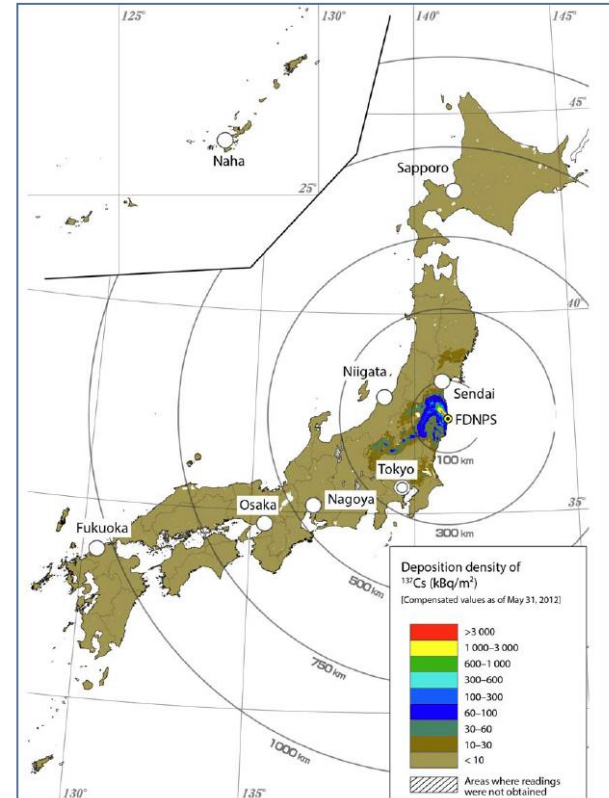 125°
130°
140°
145°
45°
Naha
Sapporo
25°
40°
Niigata
Sendai
FDNPS
100 km
Tokyo
Nagoya
Osaka
35°
Fukuoka
300 km
500 km
750 km
1000 km
Deposition density of
¹³⁷Cs (kBq/m²)
[Compensated values as of May 31, 2012]
>3 000
1 000–3 000
600–1 000
300–600
100–300
60–100
30–60
10–30
< 10
Areas where readings
were not obtained
130°
135°